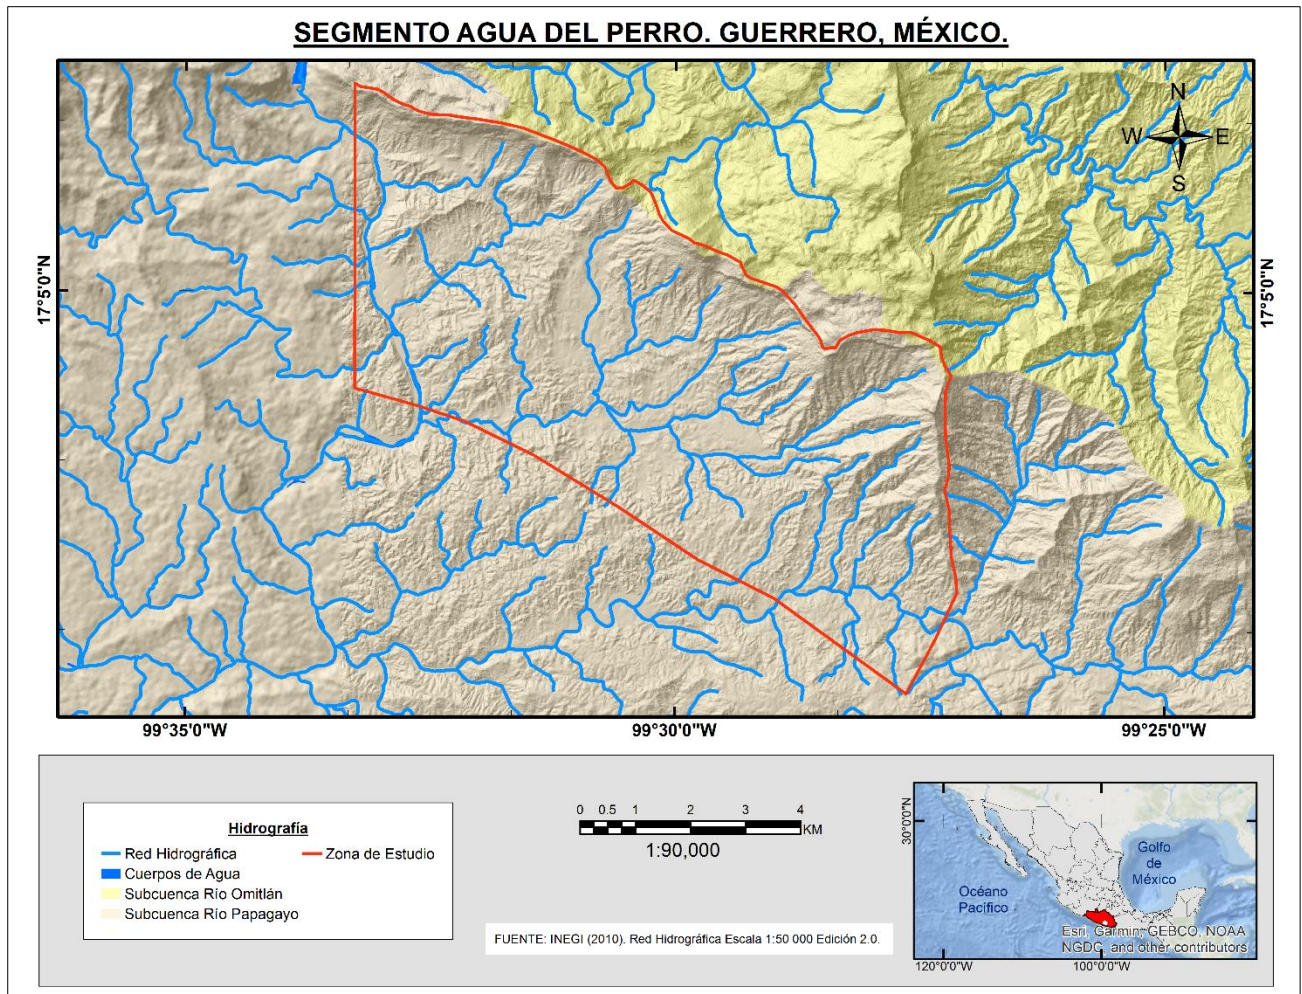 SEGMENTO AGUA DEL PERRO. GUERRERO, MÉXICO.
N
W E
S
17°5'0"N
17°5'0"N
99°35'0"W 99°30'0"W 99°25'0"W
Hidrografía
Red Hidrográfica Zona de Estudio
Cuerpos de Agua
Subcuenca Río Omitlán
Subcuenca Río Papagayo
0 0.5 1 2 3 4
KM
1:90,000
FUENTE: INEGI (2010). Red Hidrográfica Escala 1:50 000 Edición 2.0.
30°0'0"N
Golfo
de
México
Océano
Pacífico
Esri, Garmin, GEBCO, NOAA
NGDC, and other contributors
120°0'0"W 100°0'0"W